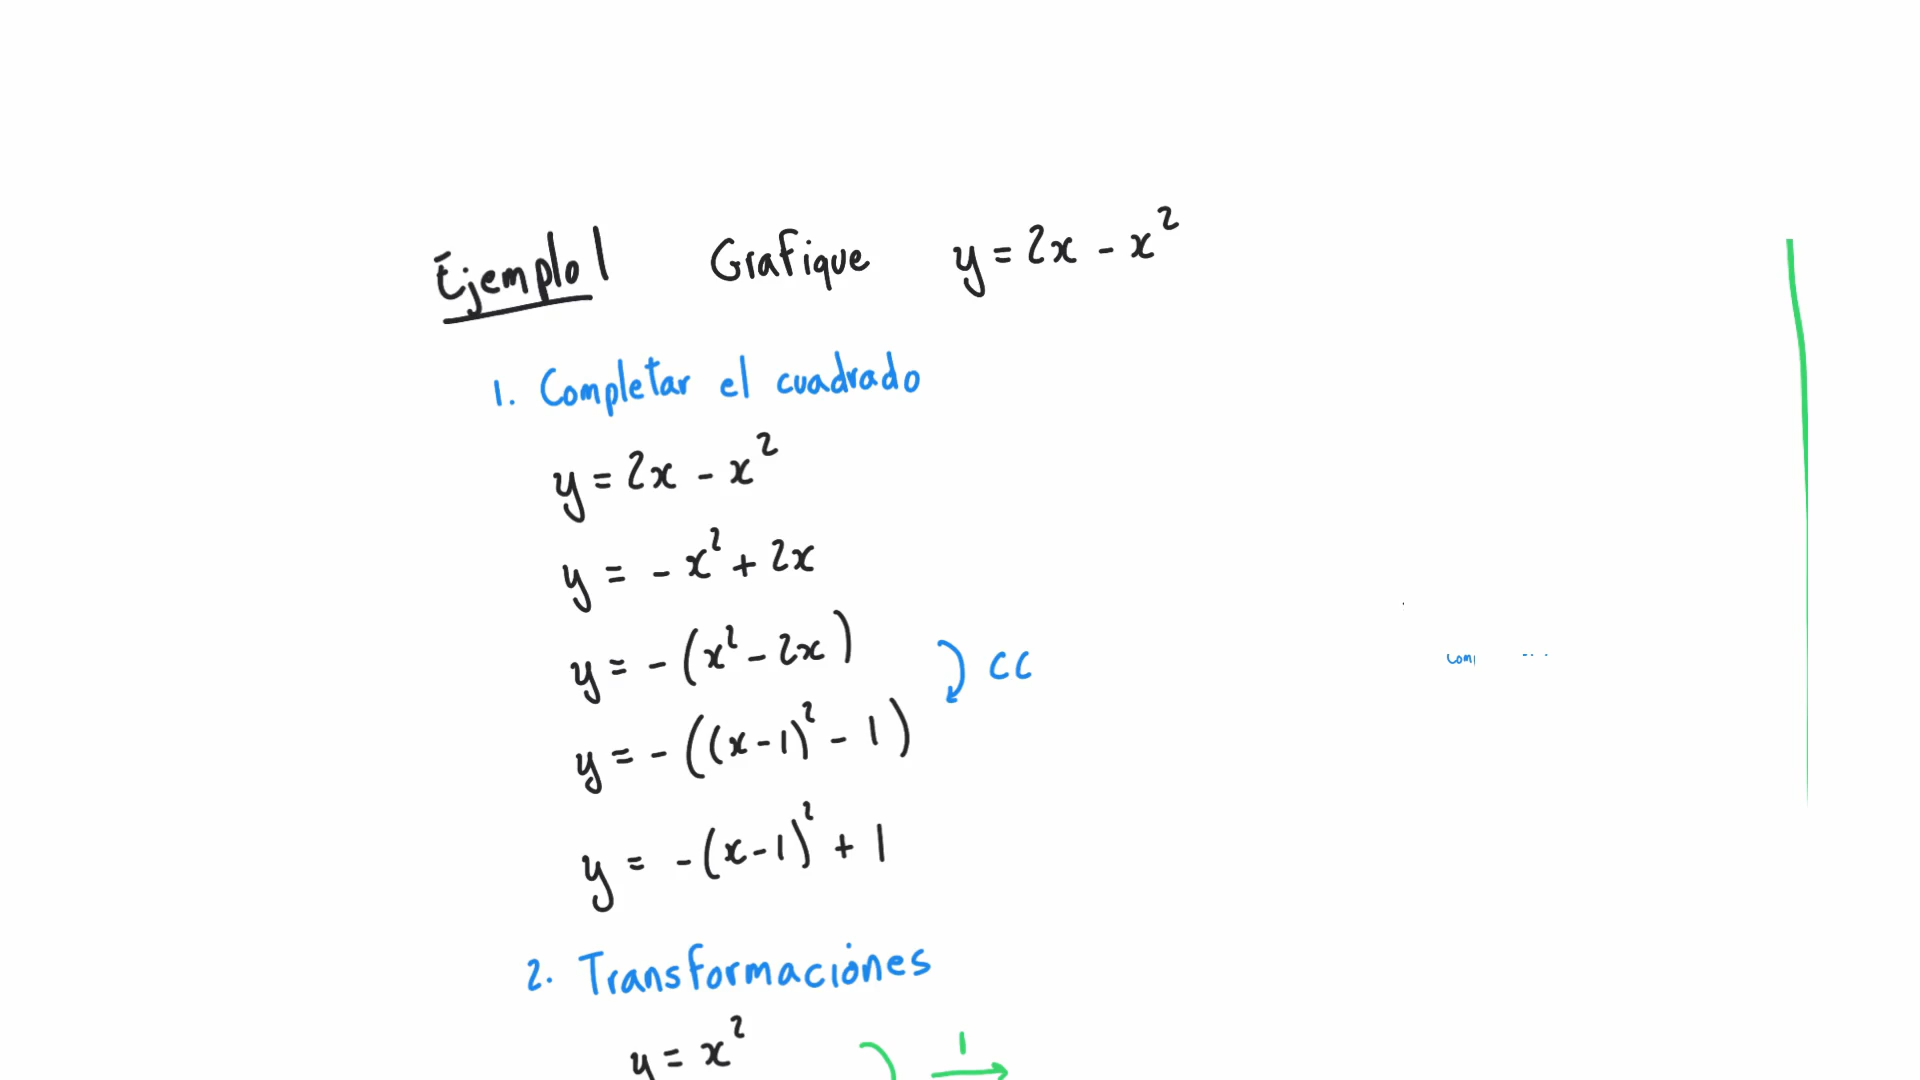 Ejemplo 1 Grafique y = 2x - x²
1. Completar el cuadrado
y = 2x - x²
y = - x² + 2x
y = - (x² - 2x)
CC
y = - ((x - 1)² - 1)
y = - (x - 1)² + 1
2. Transformaciones
y = x²
1